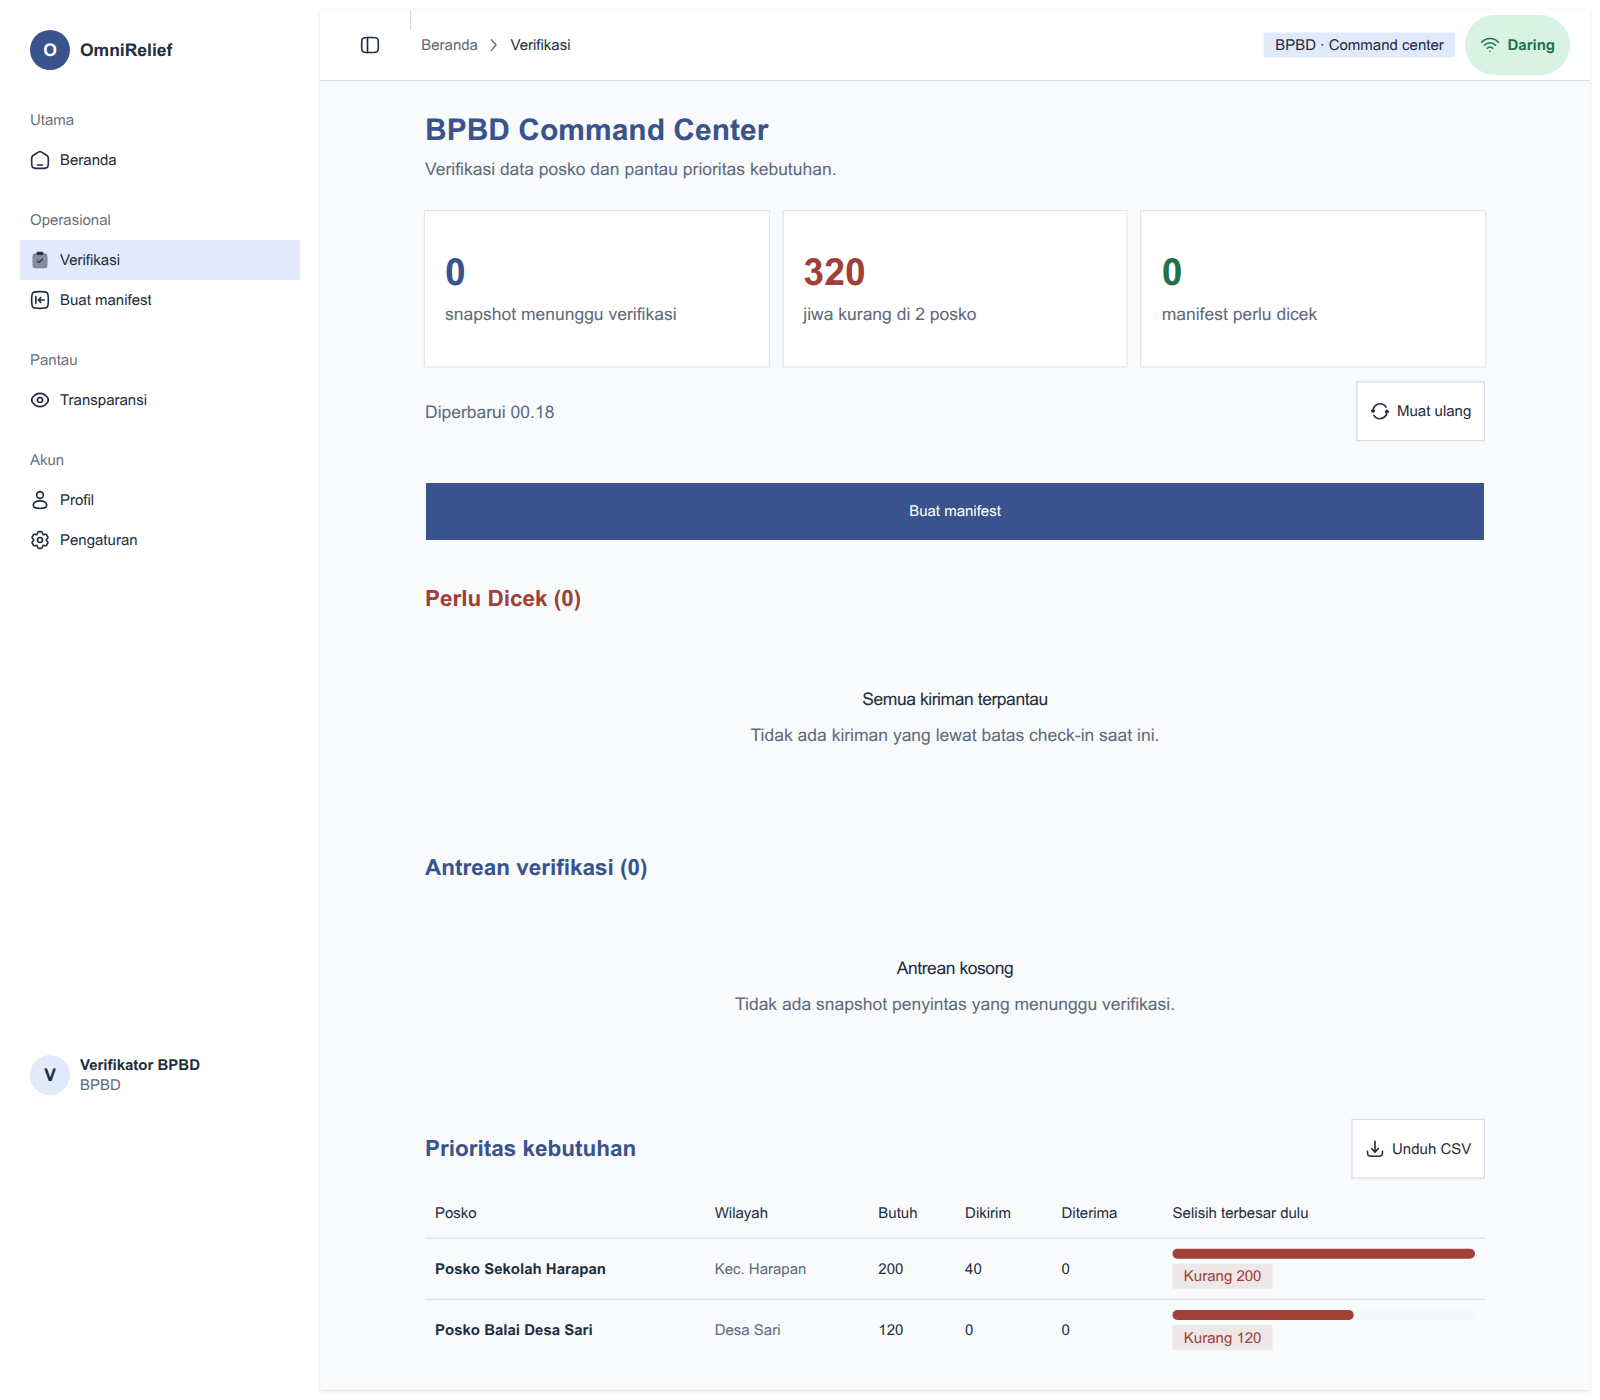 O OmniRelief
Utama
Beranda
Operasional
Verifikasi
Buat manifest
Pantau
Transparansi
Akun
Profil
Pengaturan
V Verifikator BPBD
BPBD
Beranda Verifikasi
BPBD · Command center
Daring
BPBD Command Center
Verifikasi data posko dan pantau prioritas kebutuhan.
0
snapshot menunggu verifikasi
320
jiwa kurang di 2 posko
0
manifest perlu dicek
Diperbarui 00.18
Muat ulang
Buat manifest
Perlu Dicek (0)
Semua kiriman terpantau
Tidak ada kiriman yang lewat batas check-in saat ini.
Antrean verifikasi (0)
Antrean kosong
Tidak ada snapshot penyintas yang menunggu verifikasi.
Prioritas kebutuhan
Unduh CSV
Posko Wilayah Butuh Dikirim Diterima Selisih terbesar dulu
Posko Sekolah Harapan Kec. Harapan 200 40 0 Kurang 200
Posko Balai Desa Sari Desa Sari 120 0 0 Kurang 120